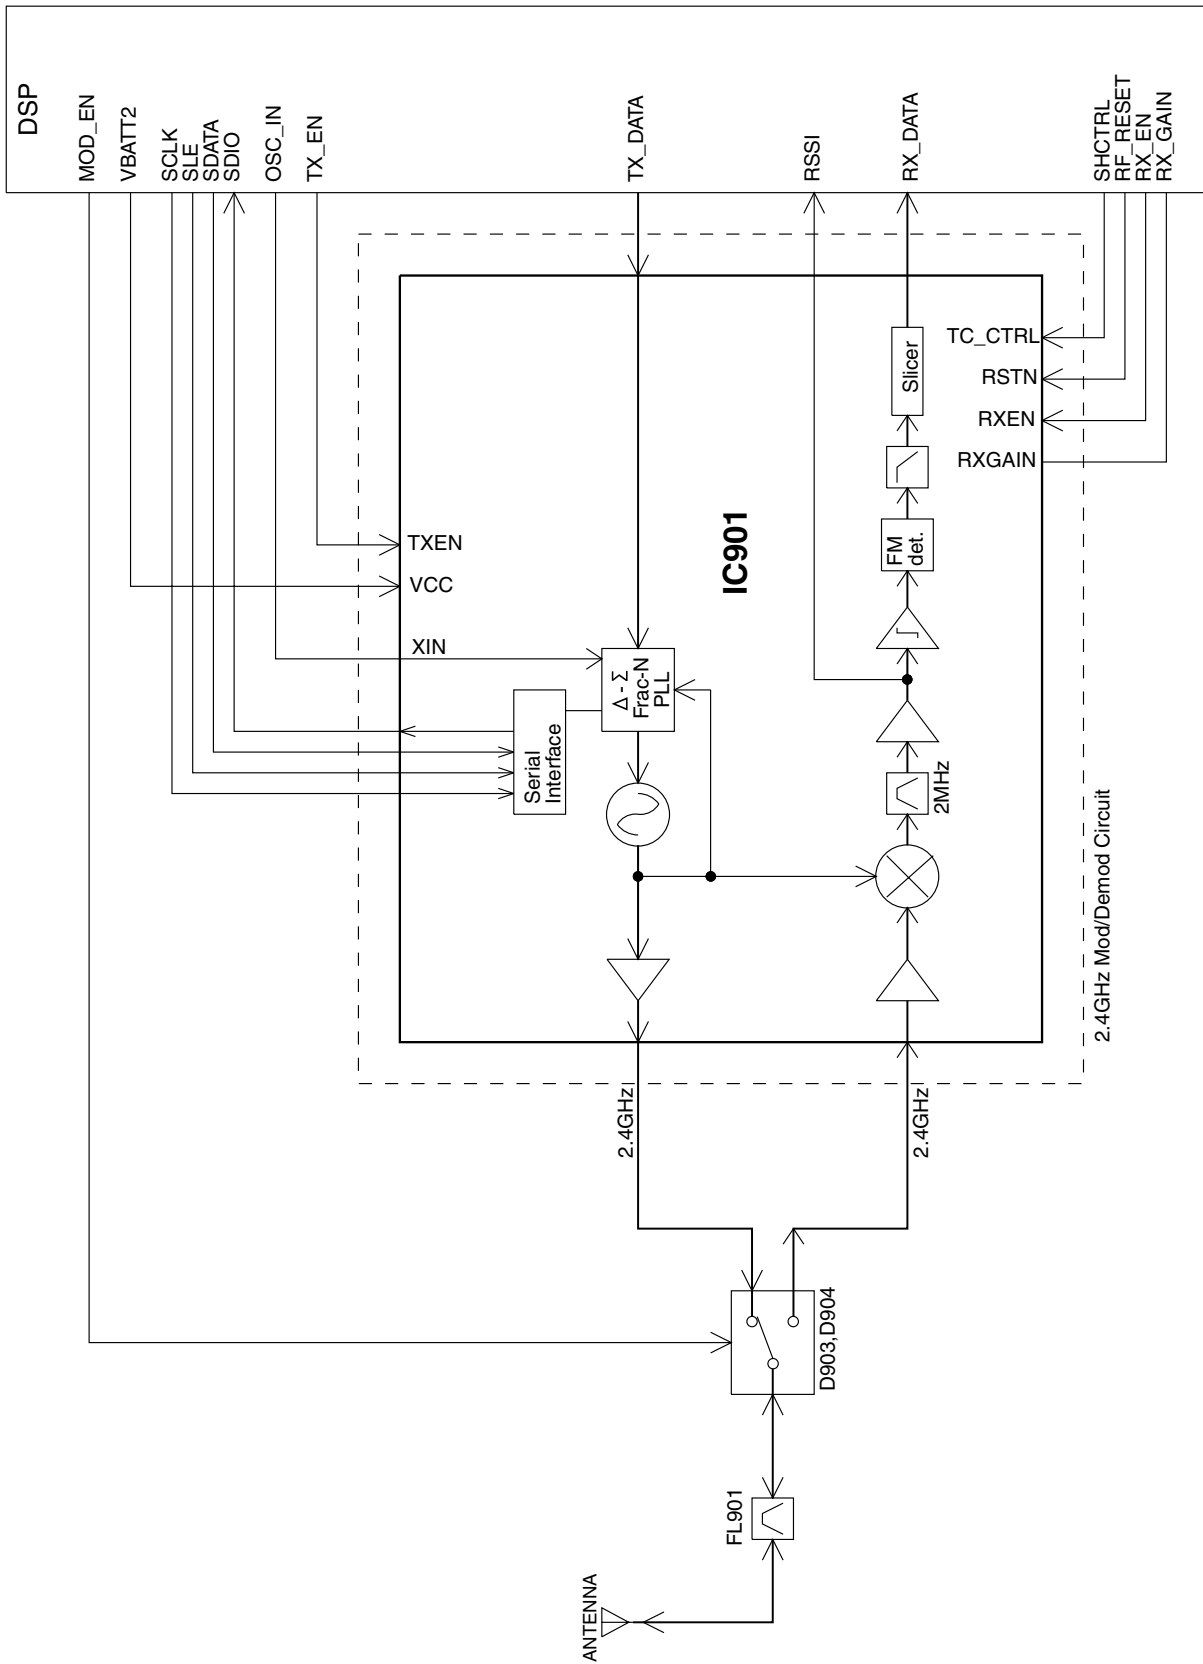 DSP
MOD_EN
VBATT2
SCLK
SLE
SDATA
SDIO
OSC_IN
TX_EN
TX_DATA
RSSI
RX_DATA
SHCTRL
RF_RESET
RX_EN
RX_GAIN
TXEN
VCC
XIN
Serial
Interface
Δ - Σ
Frac-N
PLL
IC901
Slicer
FM
det.
2MHz
TC_CTRL
RSTN
RXEN
RXGAIN
2.4GHz Mod/Demod Circuit
2.4GHz
2.4GHz
D903,D904
FL901
ANTENNA